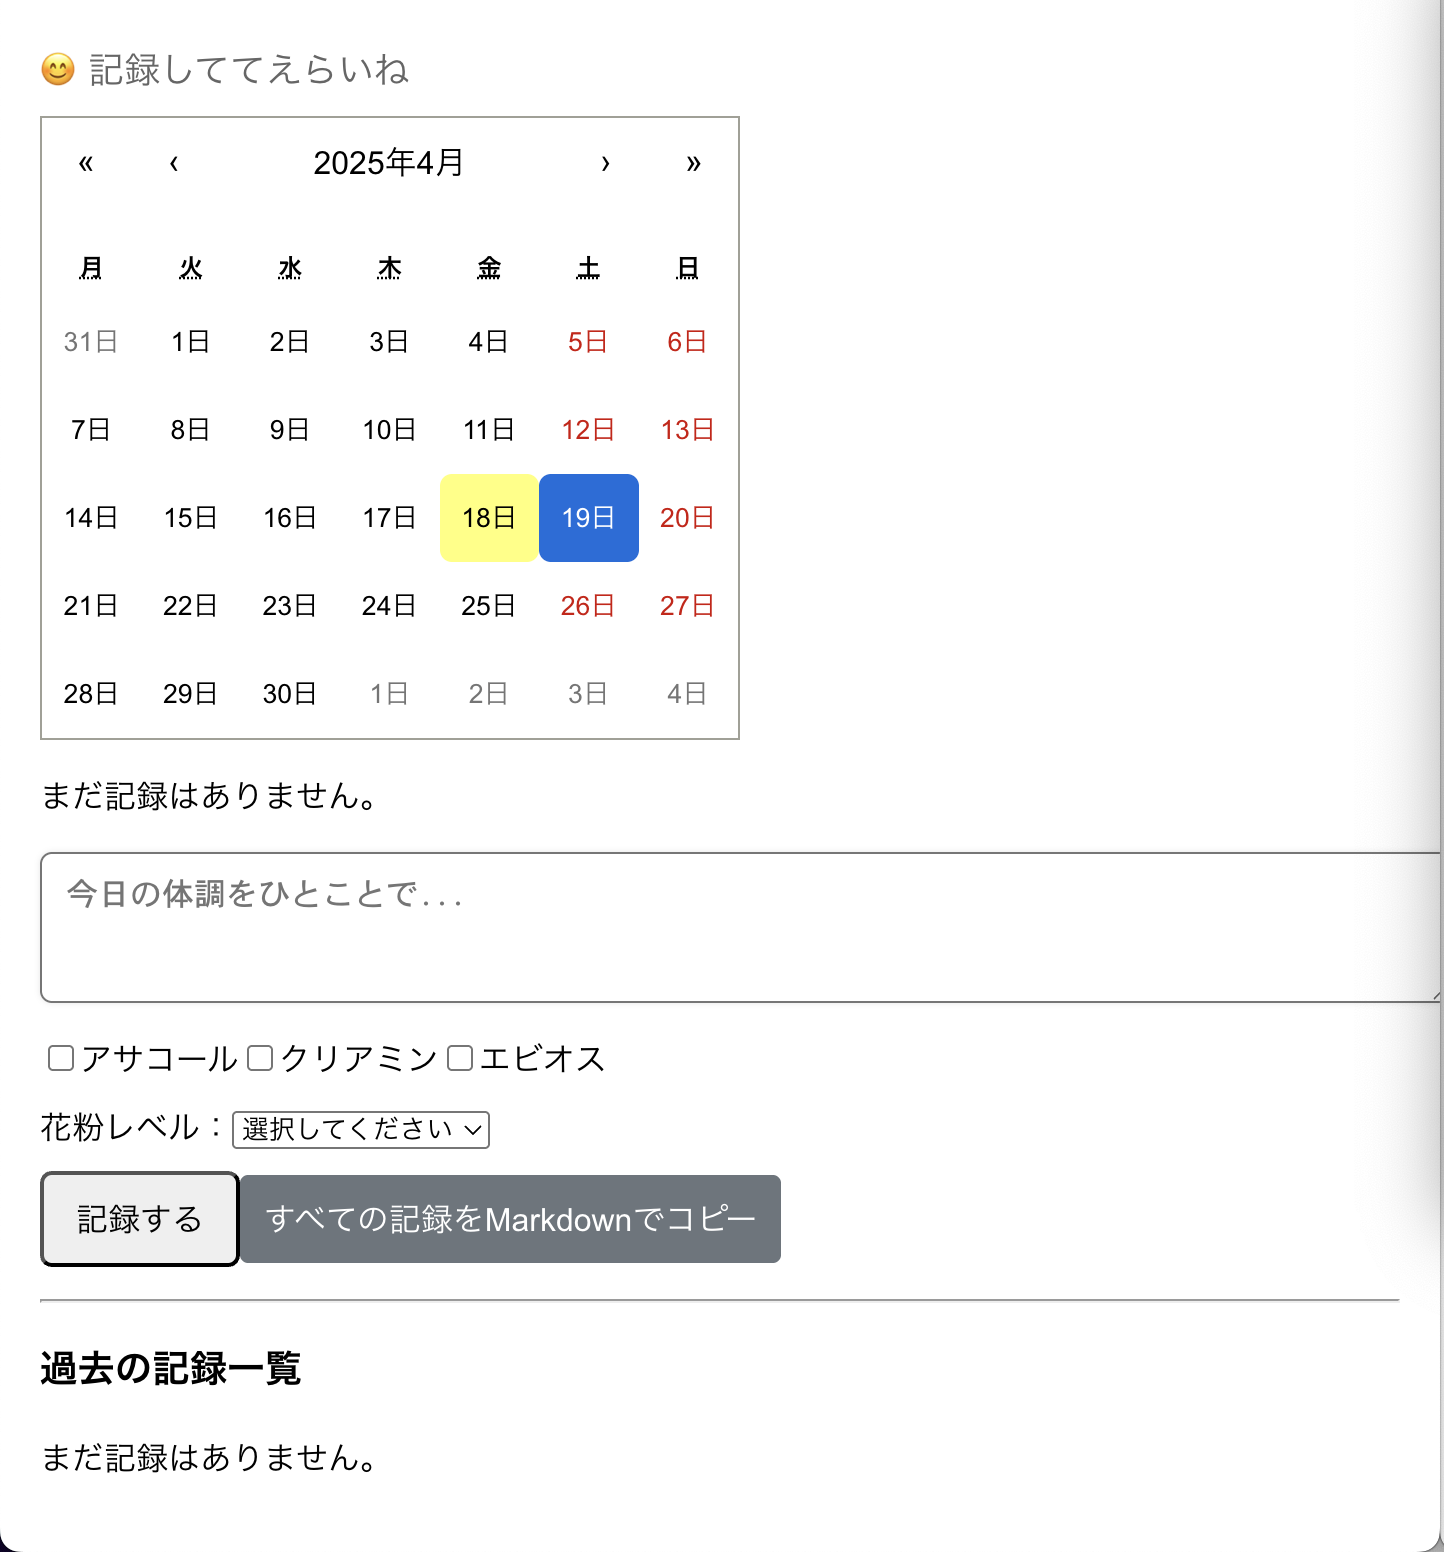 😊 記録しててえらいね
« ‹ 2025年4月 › »
月 火 水 木 金 土 日
31日 1日 2日 3日 4日 5日 6日
7日 8日 9日 10日 11日 12日 13日
14日 15日 16日 17日 18日 19日 20日
21日 22日 23日 24日 25日 26日 27日
28日 29日 30日 1日 2日 3日 4日
まだ記録はありません。
今日の体調をひとことで...
アサコール クリアミン エビオス
花粉レベル：選択してください
記録する すべての記録をMarkdownでコピー
過去の記録一覧
まだ記録はありません。